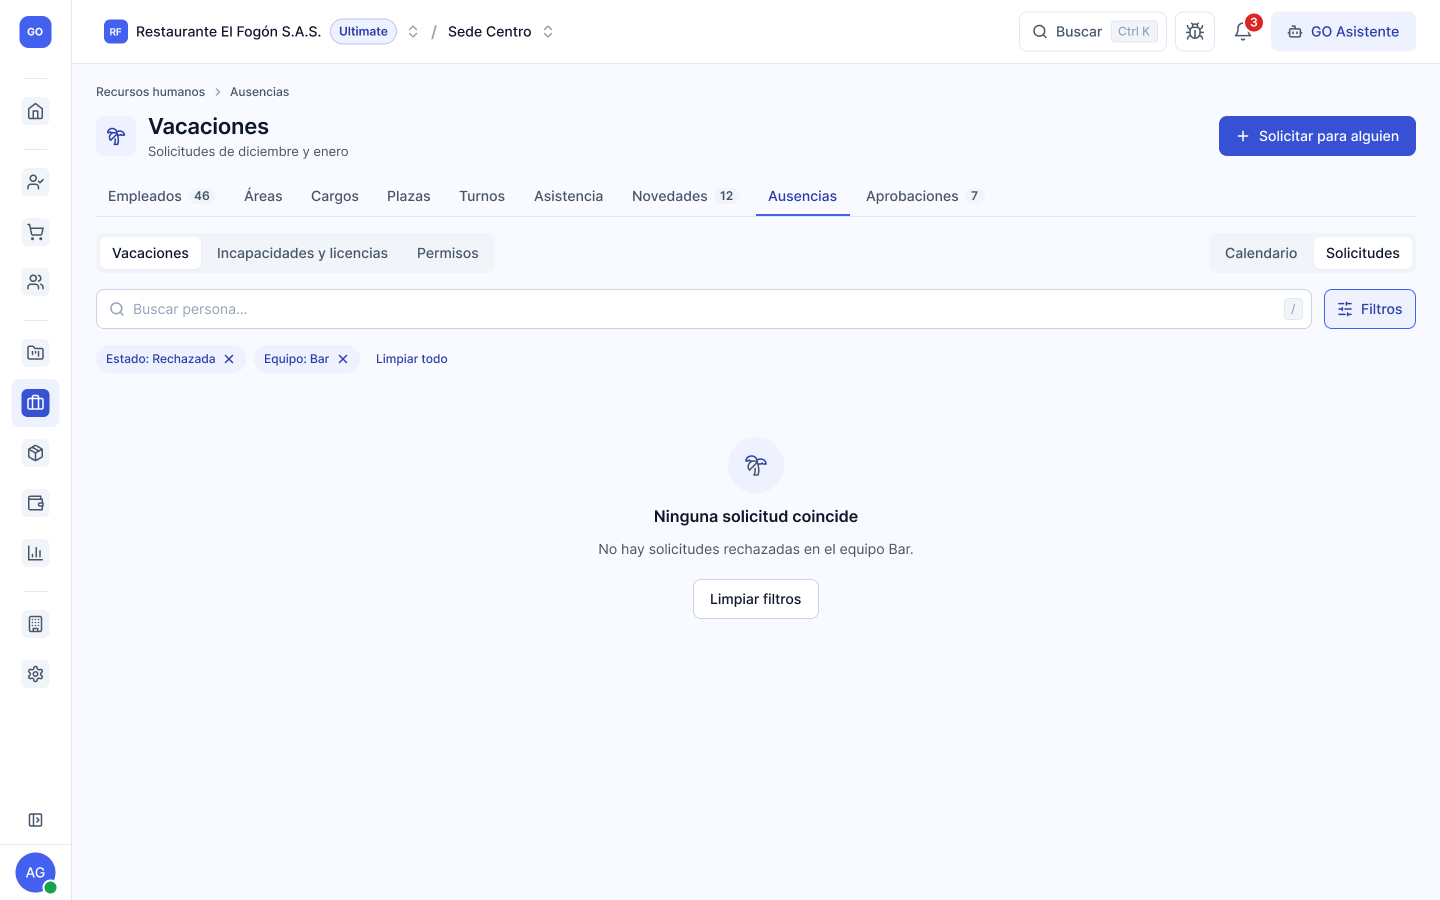 GO
RF Restaurante El Fogón S.A.S. Ultimate / Sede Centro
Buscar Ctrl K
3
GO Asistente
Recursos humanos Ausencias
Vacaciones
Solicitudes de diciembre y enero
Solicitar para alguien
Empleados 46 Áreas Cargos Plazas Turnos Asistencia Novedades 12 Ausencias Aprobaciones 7
Vacaciones Incapacidades y licencias Permisos
Calendario Solicitudes
Buscar persona... /
Filtros
Estado: Rechazada Equipo: Bar Limpiar todo
Ninguna solicitud coincide
No hay solicitudes rechazadas en el equipo Bar.
Limpiar filtros
AG